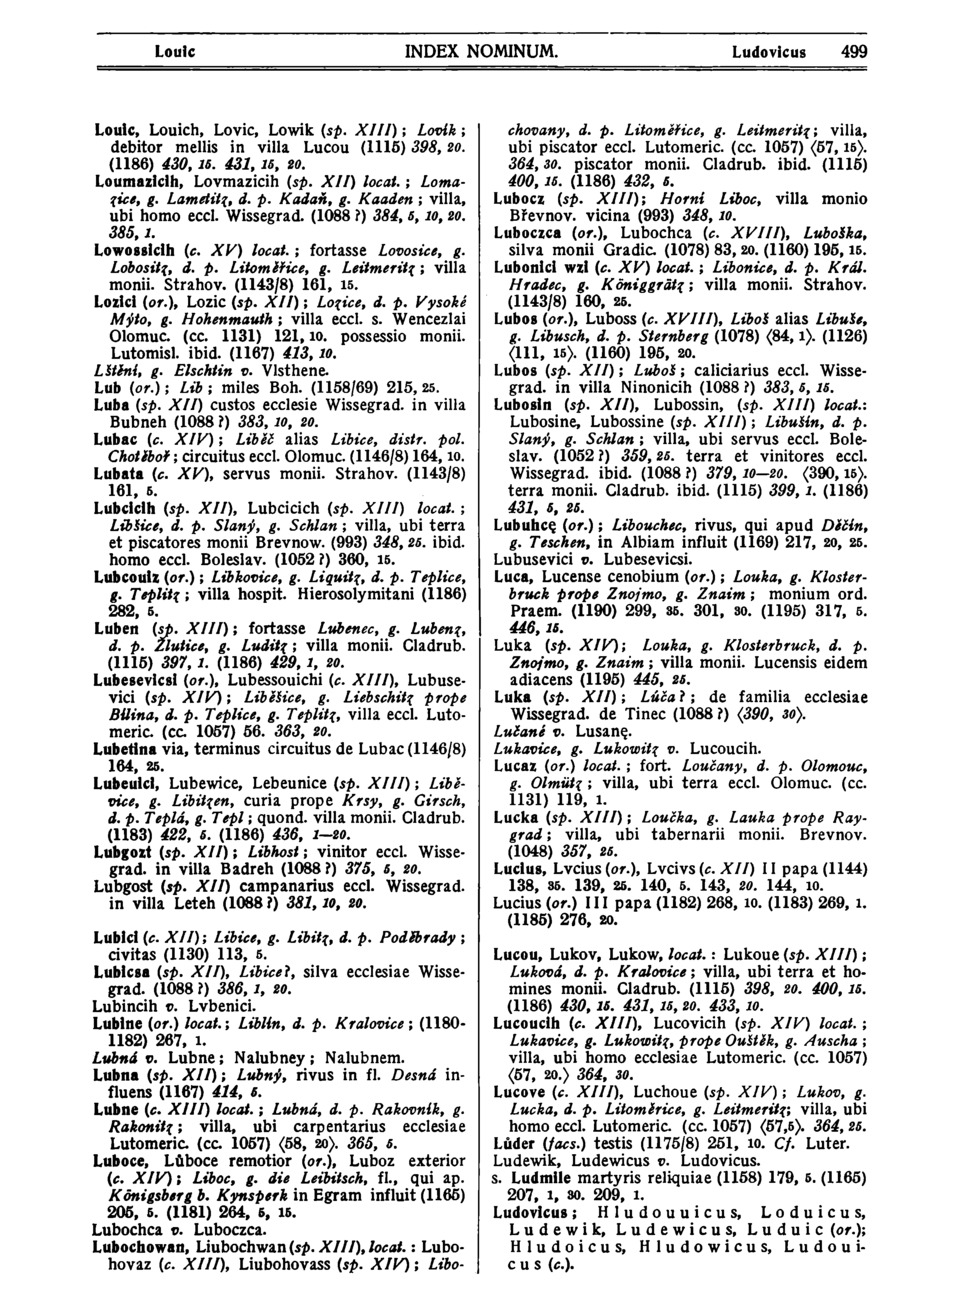 Louic INDEX NOMINUM. Ludovicus 499
Louic, Louich, Lovic, Lowik (sp. XIII); Lovík;
debitor mellis in villa Lucou (1115) 398, 20.
(1186) 430, 15. 431, 15, 20.
Loumazicih, Lovmazicih (sp. XII) locat.; Loma-
zice, g. Lametitz, d. p. Kadaň, g. Kaaden; villa,
ubi homo eccl. Wissegrad. (1088?) 384, 5, 10, 20.
385, 1.
Lowossicih (c. XV) locat.; fortasse Lovosice, g.
Lobositz, d. p. Litoměřice, g. Leitmeritz; villa
monii. Strahov. (1143/8) 161, 15.
Lozici (or.), Lozic (sp. XII); Lozice, d. p. Vysoké
Mýto, g. Hohenmauth; villa eccl. s. Wencezlai
Olomuc. (cc. 1131) 121, 10. possessio monii.
Lutomisl. ibid. (1167) 413, 10.
Lštění, g. Elschtin v. Vlsthene.
Lub (or.); Lib; miles Boh. (1158/69) 215, 25.
Luba (sp. XII) custos ecclesie Wissegrad. in villa
Bubneh (1088?) 383, 10, 20.
Lubac (c. XIV); Liběč alias Libice, distr. pol.
Chotěboř; circuitus eccl. Olomuc. (1146/8) 164, 10.
Lubata (c. XV), servus monii. Strahov. (1143/8)
161, 5.
Lubcicih (sp. XII), Lubcicich (sp. XIII) locat.;
Libšice, d. p. Slaný, g. Schlan; villa, ubi terra
et piscatores monii Brevnow. (993) 348, 25. ibid.
homo eccl. Boleslav. (1052?) 360, 15.
Lubcouiz (or.); Libkovice, g. Liquitz, d. p. Teplice,
g. Teplitz; villa hospit. Hierosolymitani (1186)
282, 5.
Luben (sp. XIII); fortasse Lubenec, g. Lubenz,
d. p. Žlutice, g. Luditz; villa monii. Cladrub.
(1115) 397, 1. (1186) 429, 1, 20.
Lubesevicsi (or.), Lubessouichi (c. XIII), Lubuse-
vici (sp. XIV); Liběšice, g. Liebschitz prope
Bílina, d. p. Teplice, g. Teplitz, villa eccl. Luto-
meric. (cc. 1057) 56. 363, 20.
Lubetina via, terminus circuitus de Lubac (1146/8)
164, 25.
Lubeuici, Lubewice, Lebeunice (sp. XIII); Libě-
vice, g. Libitzen, curia prope Krsy, g. Girsch,
d. p. Teplá, g. Tepl; quond. villa monii. Cladrub.
(1183) 422, 5. (1186) 436, 1—20.
Lubgozt (sp. XII); Libhost; vinitor eccl. Wisse-
grad. in villa Badreh (1088?) 375, 5, 20.
Lubgost (sp. XII) campanarius eccl. Wissegrad.
in villa Leteh (1088?) 381, 10, 20.
Lubici (c. XII); Libice, g. Libitz, d. p. Poděbrady;
civitas (1130) 113, 5.
Lubicsa (sp. XII), Libice?, silva ecclesiae Wisse-
grad. (1088?) 386, 1, 20.
Lubincih v. Lvbenici.
Lubine (or.) locat.; Liblín, d. p. Kralovice; (1180-
1182) 267, 1.
Lubná v. Lubne; Nalubney; Nalubnem.
Lubna (sp. XII); Lubný, rivus in fl. Desná in-
fluens (1167) 414, 5.
Lubne (c. XIII) locat.; Lubná, d. p. Rakovník, g.
Rakonitz; villa, ubi carpentarius ecclesiae
Lutomeric. (cc. 1057) ⟨58, 20⟩. 365, 5.
Luboce, Lůboce remotior (or.), Luboz exterior
(c. XIV); Liboc, g. die Leibitsch, fl., qui ap.
Königsberg b. Kynsperk in Egram influit (1165)
205, 5. (1181) 264, 5, 15.
Lubochca v. Luboczca.
Lubochowan, Liubochwan (sp. XIII), locat.: Lubo-
hovaz (c. XIII), Liubohovass (sp. XIV); Libo-
chovany, d. p. Litoměřice, g. Leitmeritz; villa,
ubi piscator eccl. Lutomeric. (cc. 1057) ⟨57, 15⟩.
364, 30. piscator monii. Cladrub. ibid. (1115)
400, 15. (1186) 432, 5.
Lubocz (sp. XIII); Horní Liboc, villa monio
Břevnov. vicina (993) 348, 10.
Luboczca (or.), Lubochca (c. XVIII), Luboška,
silva monii Gradic. (1078) 83, 20. (1160) 195, 15.
Lubonici wzi (c. XV) locat.; Libonice, d. p. Král.
Hradec, g. Königgrätz; villa monii. Strahov.
(1143/8) 160, 25.
Lubos (or.), Luboss (c. XVIII), Liboš alias Libuše,
g. Libusch, d. p. Sternberg (1078) ⟨84, 1⟩. (1126)
⟨111, 15⟩. (1160) 195, 20.
Lubos (sp. XII); Luboš; caliciarius eccl. Wisse-
grad. in villa Ninonicih (1088?) 383, 5, 15.
Lubosin (sp. XII), Lubossin, (sp. XIII) locat.:
Lubosine, Lubossine (sp. XIII); Libušín, d. p.
Slaný, g. Schlan; villa, ubi servus eccl. Bole-
slav. (1052?) 359, 25. terra et vinitores eccl.
Wissegrad. ibid. (1088?) 379, 10—20. ⟨390, 15⟩.
terra monii. Cladrub. ibid. (1115) 399, 1. (1186)
431, 5, 25.
Lubuhcę (or.); Libouchec, rivus, qui apud Děčín,
g. Teschen, in Albiam influit (1169) 217, 20, 25.
Lubusevici v. Lubesevicsi.
Luca, Lucense cenobium (or.); Louka, g. Kloster-
bruck prope Znojmo, g. Znaim; monium ord.
Praem. (1190) 299, 35. 301, 30. (1195) 317, 5.
446, 15.
Luka (sp. XIV); Louka, g. Klosterbruck, d. p.
Znojmo, g. Znaim; villa monii. Lucensis eidem
adiacens (1195) 445, 25.
Luka (sp. XII); Lúča?; de familia ecclesiae
Wissegrad. de Tinec (1088?) ⟨390, 30⟩.
Lučané v. Lusanę.
Lukavice, g. Lukowitz v. Lucoucih.
Lucaz (or.) locat.; fort. Loučany, d. p. Olomouc,
g. Olmütz; villa, ubi terra eccl. Olomuc. (cc.
1131) 119, 1.
Lucka (sp. XIII); Loučka, g. Lauka prope Ray-
grad; villa, ubi tabernarii monii. Brevnov.
(1048) 357, 25.
Lucius, Lvcius (or.), Lvcivs (c. XII) II papa (1144)
138, 35. 139, 25. 140, 5. 143, 20. 144, 10.
Lucius (or.) III papa (1182) 268, 10. (1183) 269, 1.
(1185) 276, 20.
Lucou, Lukov, Lukow, locat.: Lukoue (sp. XIII);
Luková, d. p. Kralovice; villa, ubi terra et ho-
mines monii. Cladrub. (1115) 398, 20. 400, 15.
(1186) 430, 15. 431, 15, 20. 433, 10.
Lucoucih (c. XIII), Lucovicih (sp. XIV) locat.;
Lukavice, g. Lukowitz, prope Ouštěk, g. Auscha;
villa, ubi homo ecclesiae Lutomeric. (cc. 1057)
⟨57, 20.⟩ 364, 30.
Lucove (c. XIII), Luchoue (sp. XIV); Lukov, g.
Lucka, d. p. Litoměrice, g. Leitmeritz; villa, ubi
homo eccl. Lutomeric. (cc. 1057) ⟨57,5⟩. 364, 25.
Lůder (facs.) testis (1175/8) 251, 10. Cf. Luter.
Ludewik, Ludewicus v. Ludovicus.
s. Ludmile martyris reliquiae (1158) 179, 5. (1165)
207, 1, 30. 209, 1.
Ludovicus; Hludouuicus, Loduicus,
Ludewik, Ludewicus, Luduic (or.);
Hludoicus, Hludowicus, Ludoui-
cus (c.).